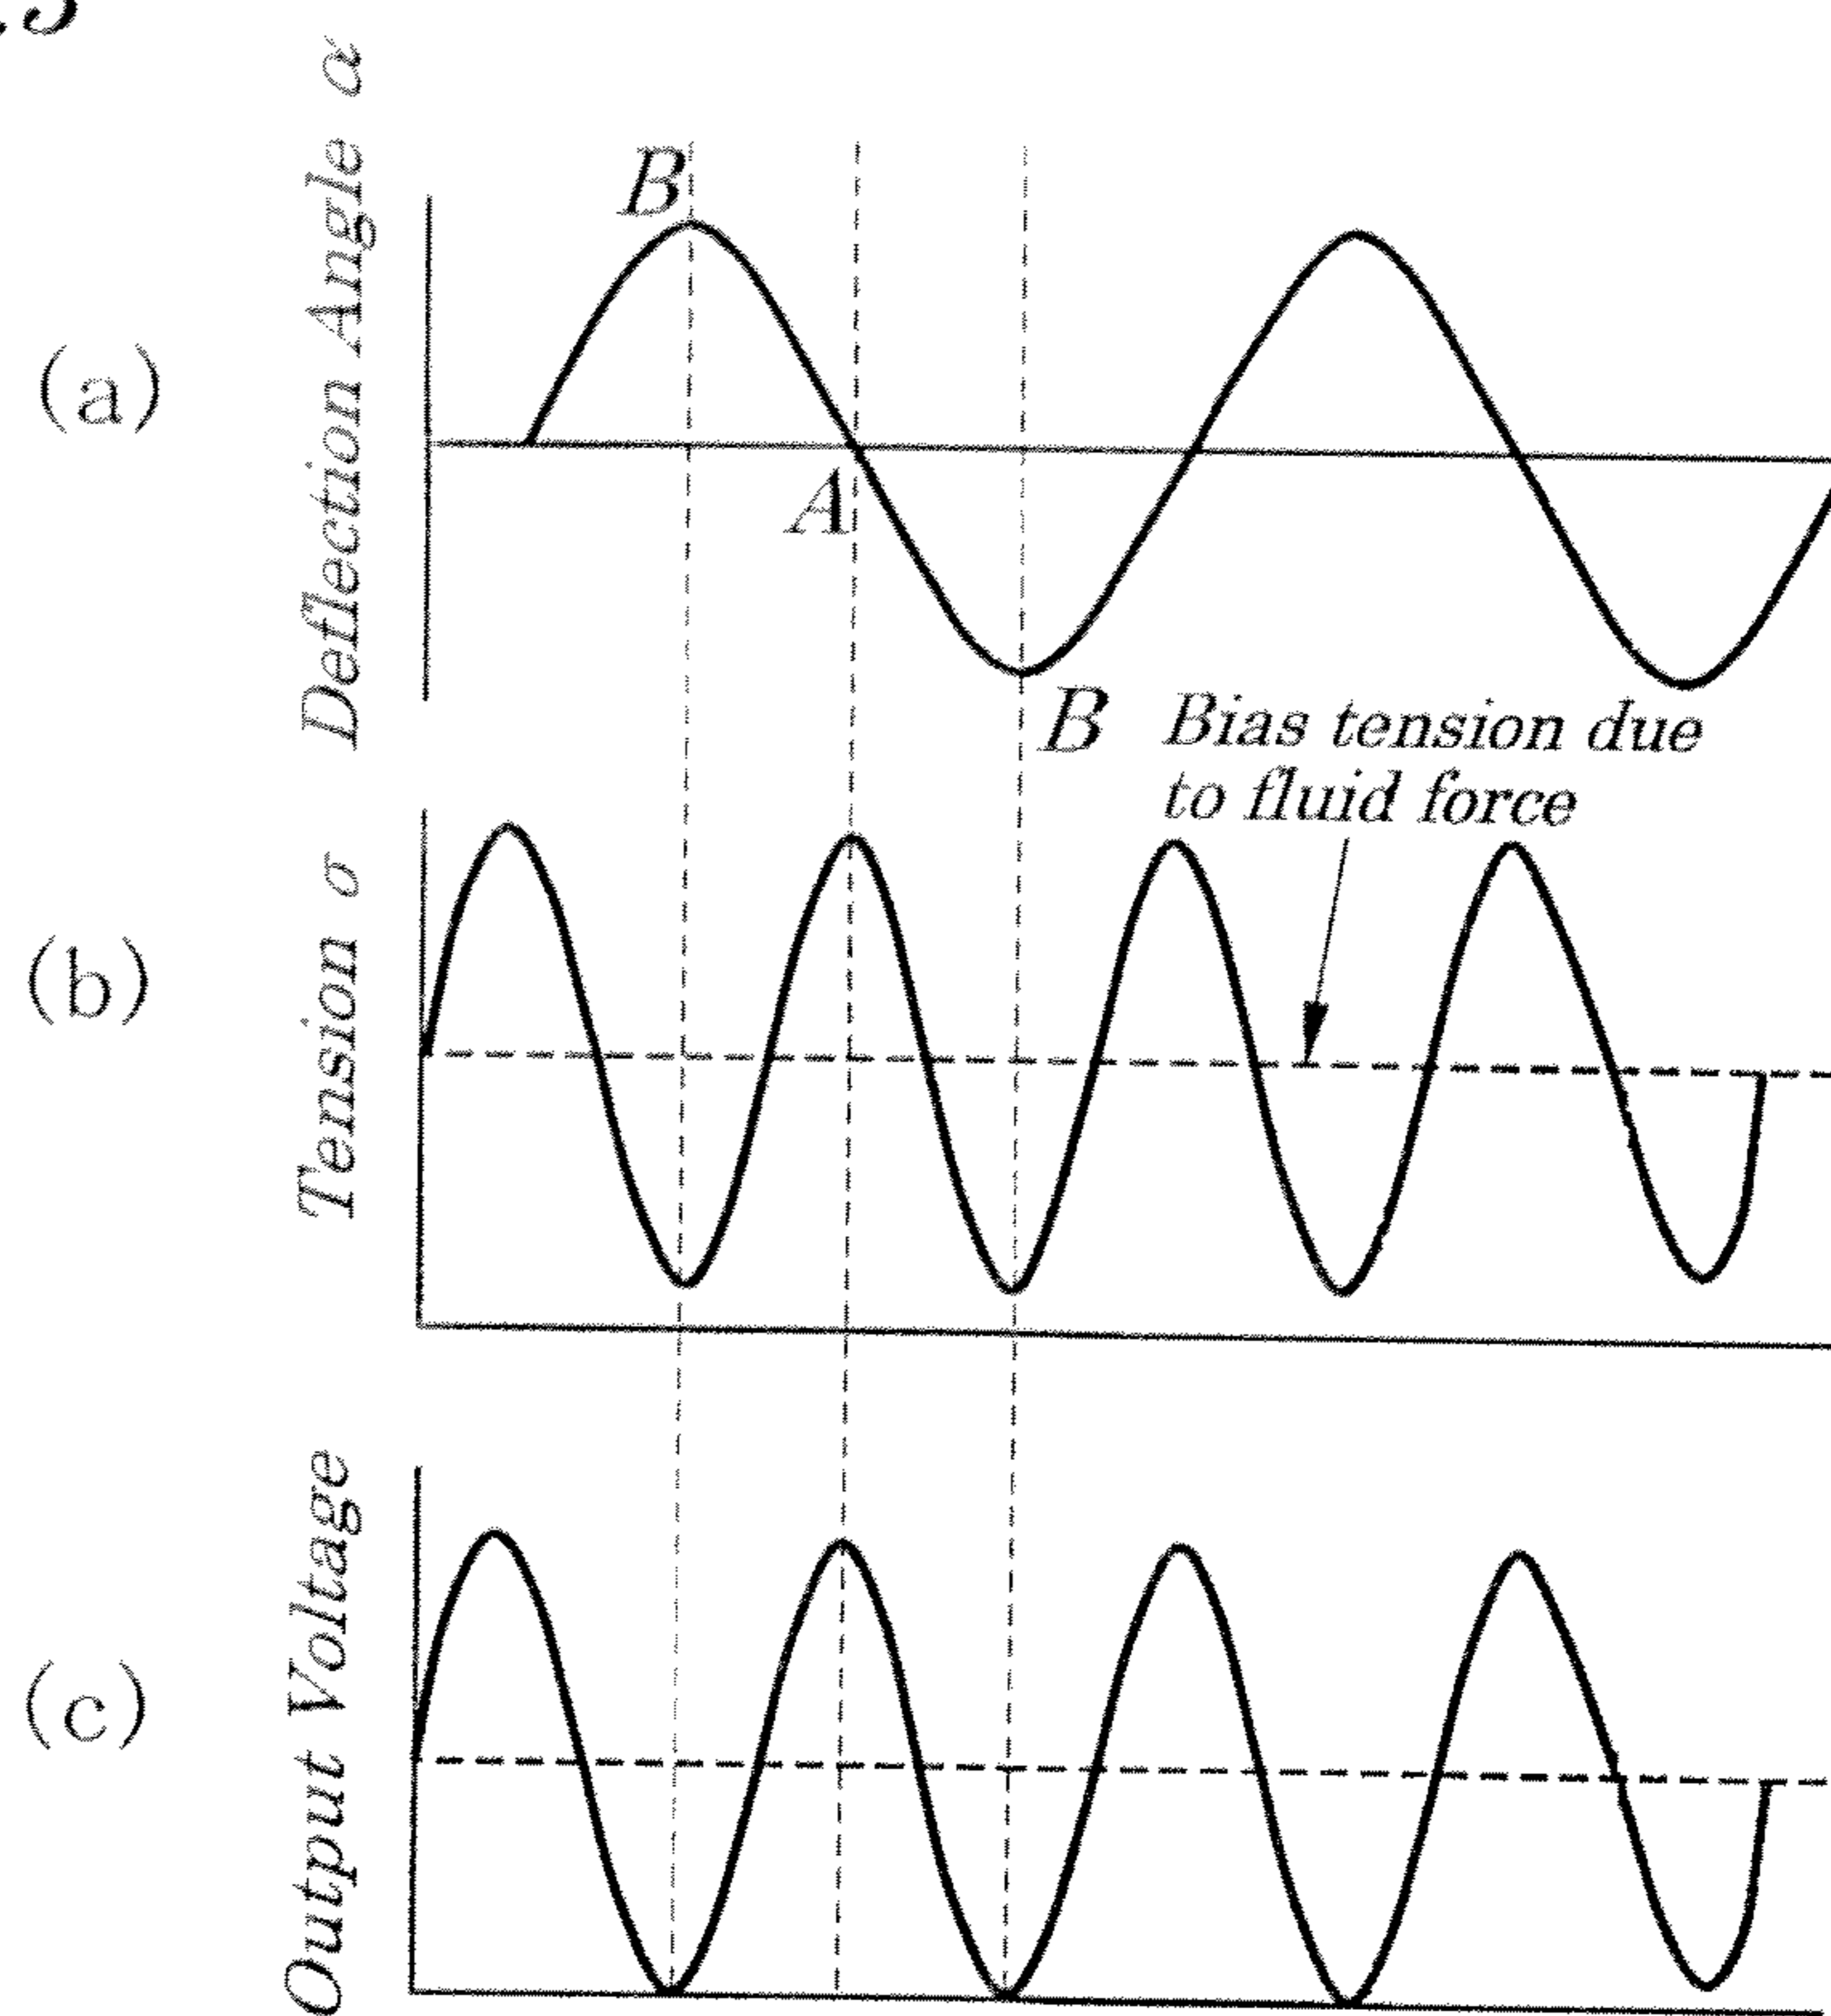 (a)
Deflection Angle α
B
A
B
Bias tension due
to fluid force
(b)
Tension σ
(c)
Output Voltage